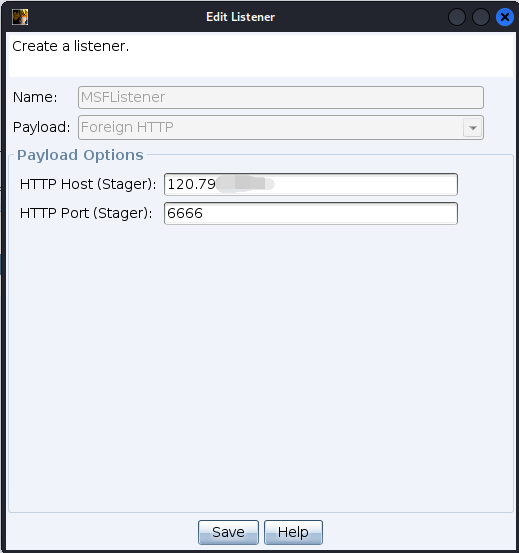 Edit Listener
Create a listener.
Name: MSFListener
Payload: Foreign HTTP
Payload Options
HTTP Host (Stager): 120.79
HTTP Port (Stager): 6666
Save Help